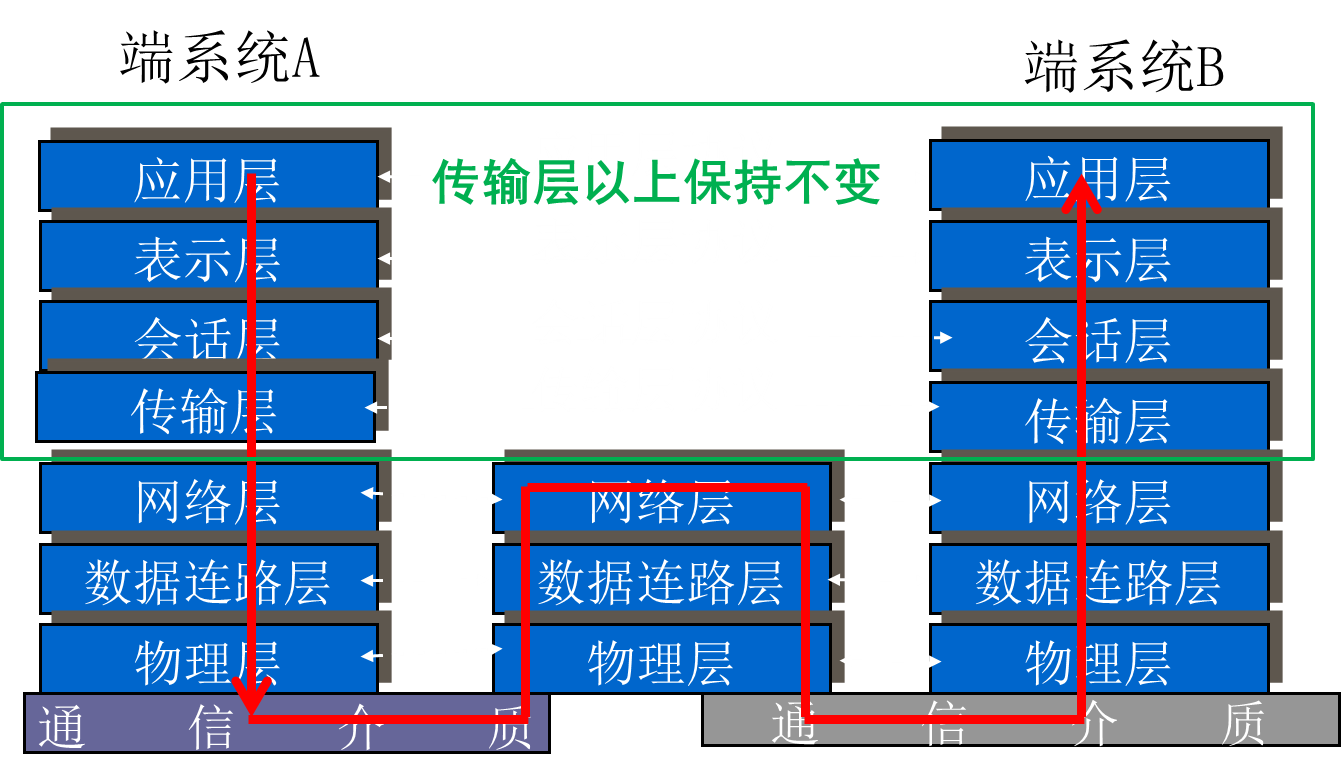 端系统A
端系统B
传输层以上保持不变
应用层
表示层
会话层
传输层
网络层
数据连路层
物理层
通 信 介 质
网络层
数据连路层
物理层
应用层
表示层
会话层
传输层
网络层
数据连路层
物理层
通 信 介 质